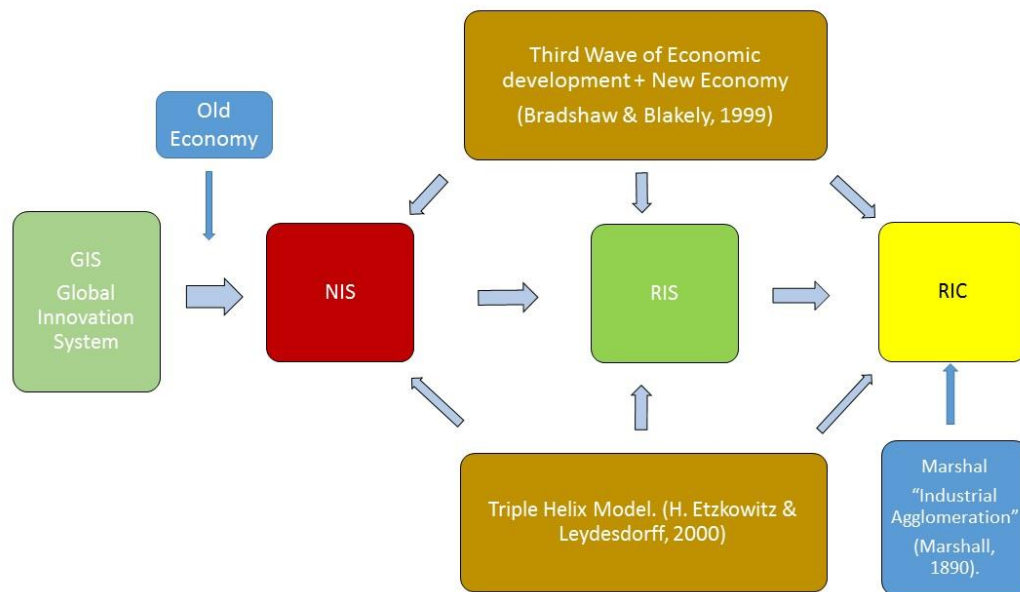 Third Wave of Economic
development + New Economy
(Bradshaw & Blakely, 1999)
Old
Economy
GIS
Global
Innovation
System
NIS
RIS
RIC
Triple Helix Model. (H. Etzkowitz &
Leydesdorff, 2000)
Marshal
“Industrial
Agglomeration”
(Marshall,
1890).